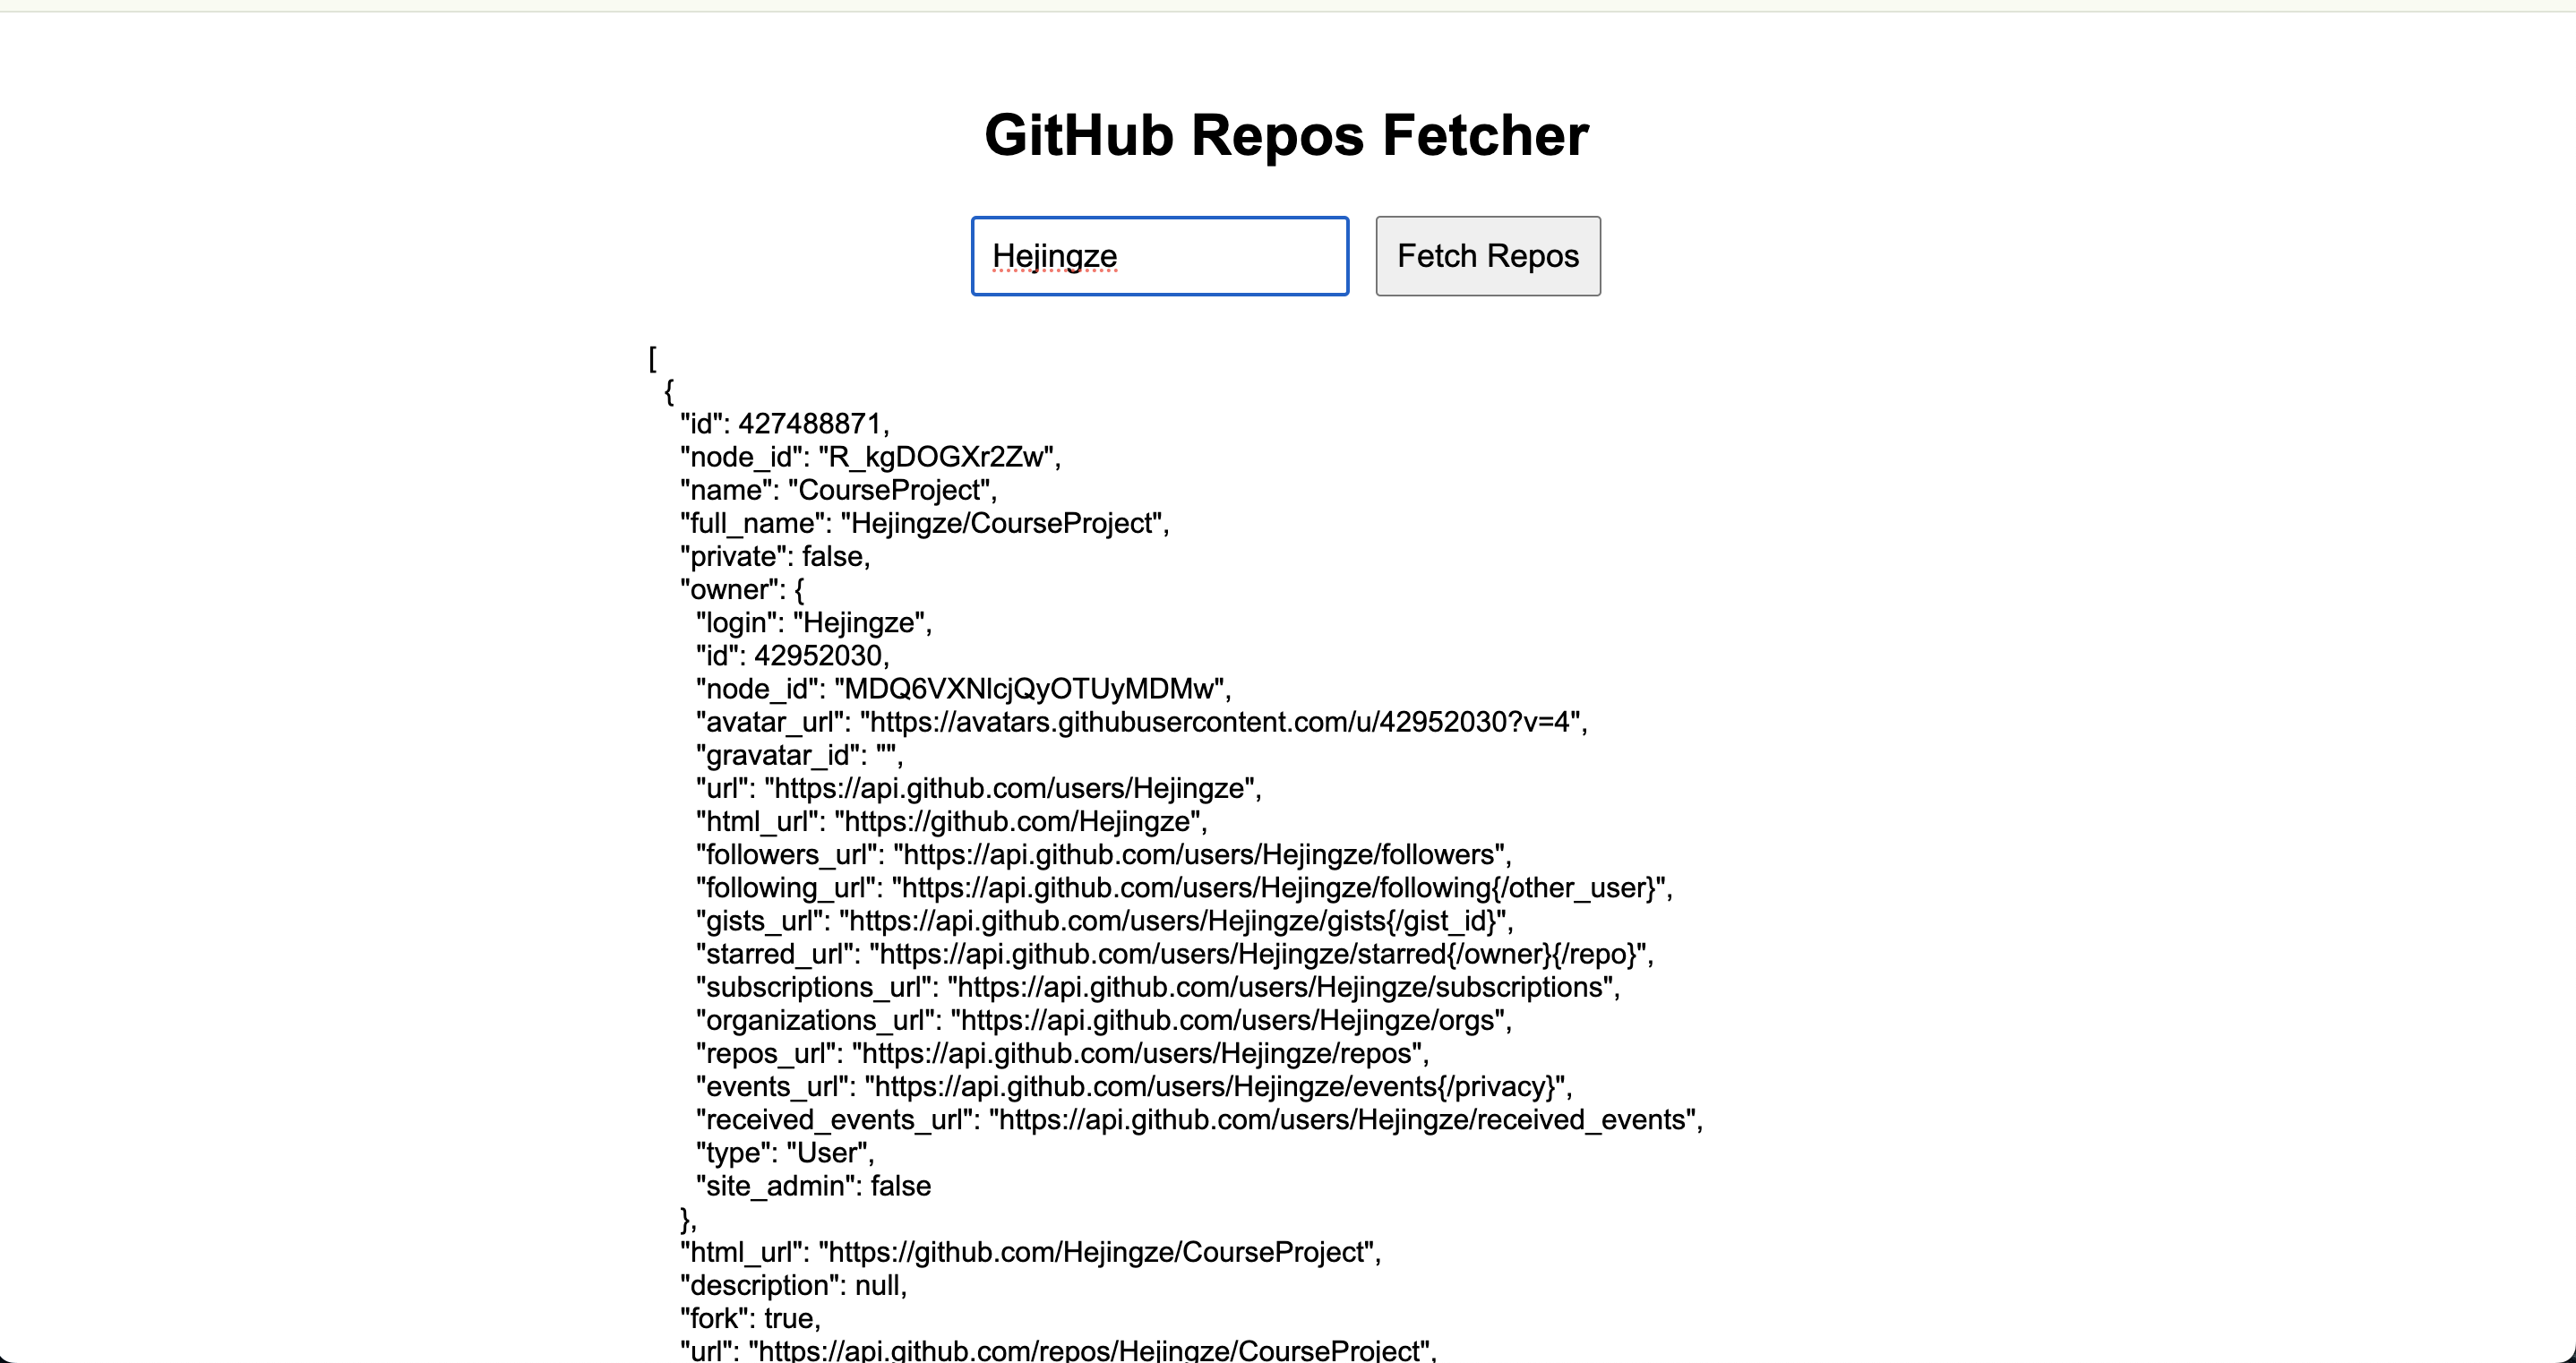 GitHub Repos Fetcher
Hejingze
Fetch Repos
[
{
"id": 427488871,
"node_id": "R_kgDOGXr2Zw",
"name": "CourseProject",
"full_name": "Hejingze/CourseProject",
"private": false,
"owner": {
"login": "Hejingze",
"id": 42952030,
"node_id": "MDQ6VXNlcjQyOTUyMDMw",
"avatar_url": "https://avatars.githubusercontent.com/u/42952030?v=4",
"gravatar_id": "",
"url": "https://api.github.com/users/Hejingze",
"html_url": "https://github.com/Hejingze",
"followers_url": "https://api.github.com/users/Hejingze/followers",
"following_url": "https://api.github.com/users/Hejingze/following{/other_user}",
"gists_url": "https://api.github.com/users/Hejingze/gists{/gist_id}",
"starred_url": "https://api.github.com/users/Hejingze/starred{/owner}{/repo}",
"subscriptions_url": "https://api.github.com/users/Hejingze/subscriptions",
"organizations_url": "https://api.github.com/users/Hejingze/orgs",
"repos_url": "https://api.github.com/users/Hejingze/repos",
"events_url": "https://api.github.com/users/Hejingze/events{/privacy}",
"received_events_url": "https://api.github.com/users/Hejingze/received_events",
"type": "User",
"site_admin": false
},
"html_url": "https://github.com/Hejingze/CourseProject",
"description": null,
"fork": true,
"url": "https://api.github.com/repos/Hejingze/CourseProject",